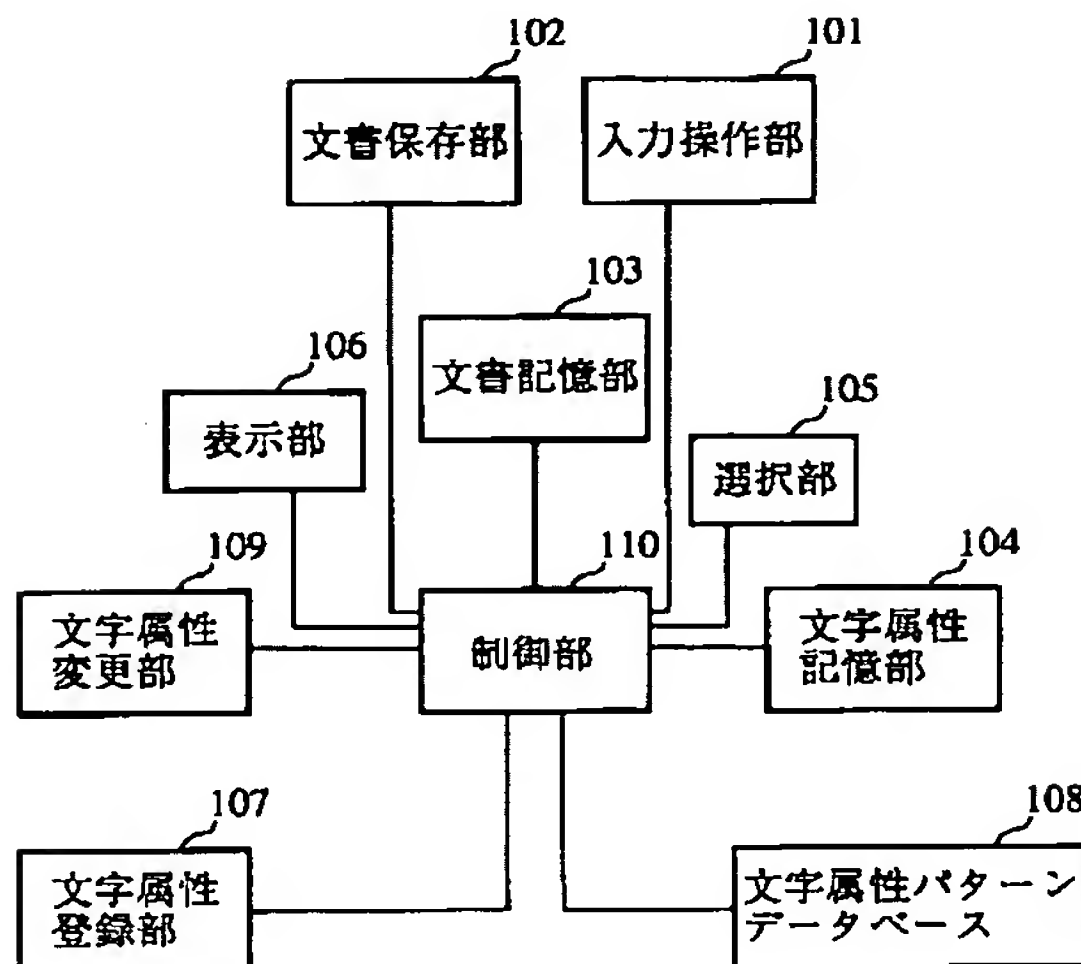 102
101
文書保存部
入力操作部
103
文書記憶部
106
表示部
105
選択部
109
文字属性
変更部
110
制御部
104
文字属性
記憶部
107
文字属性
登録部
108
文字属性パターン
データベース